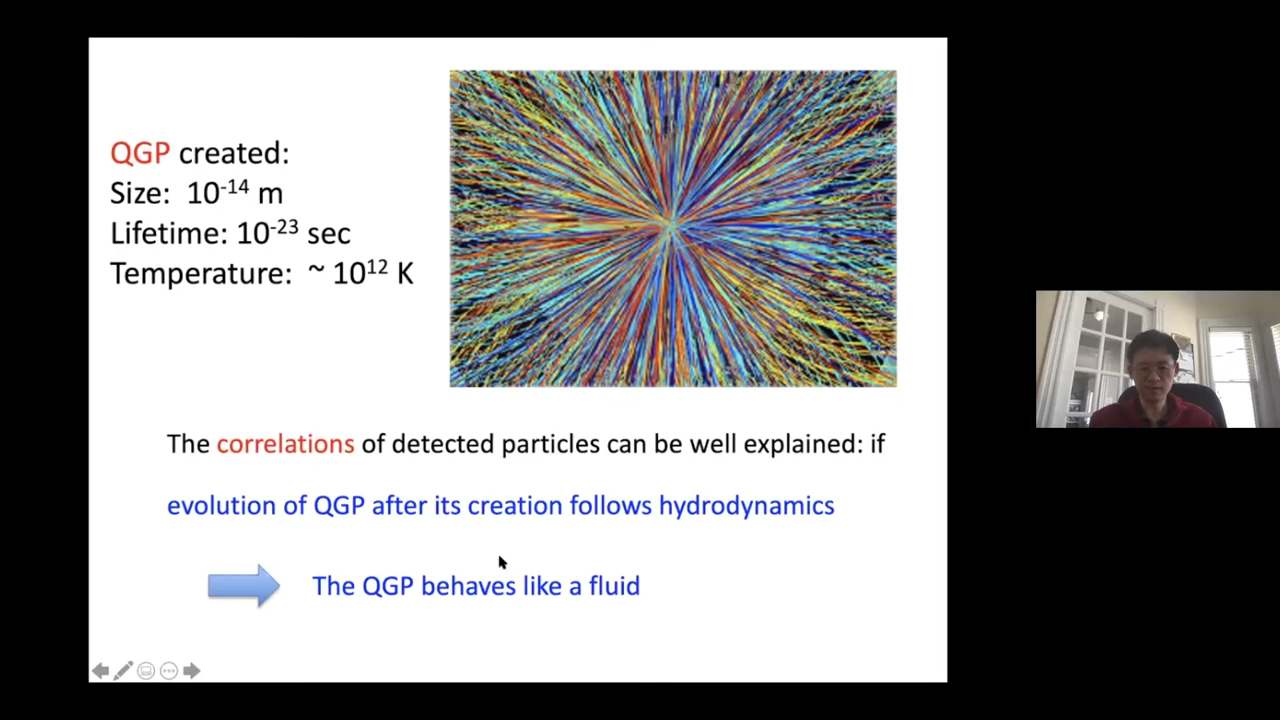 QGP created:
Size: 10⁻¹⁴ m
Lifetime: 10⁻²³ sec
Temperature: ~ 10¹² K
The correlations of detected particles can be well explained: if
evolution of QGP after its creation follows hydrodynamics
The QGP behaves like a fluid